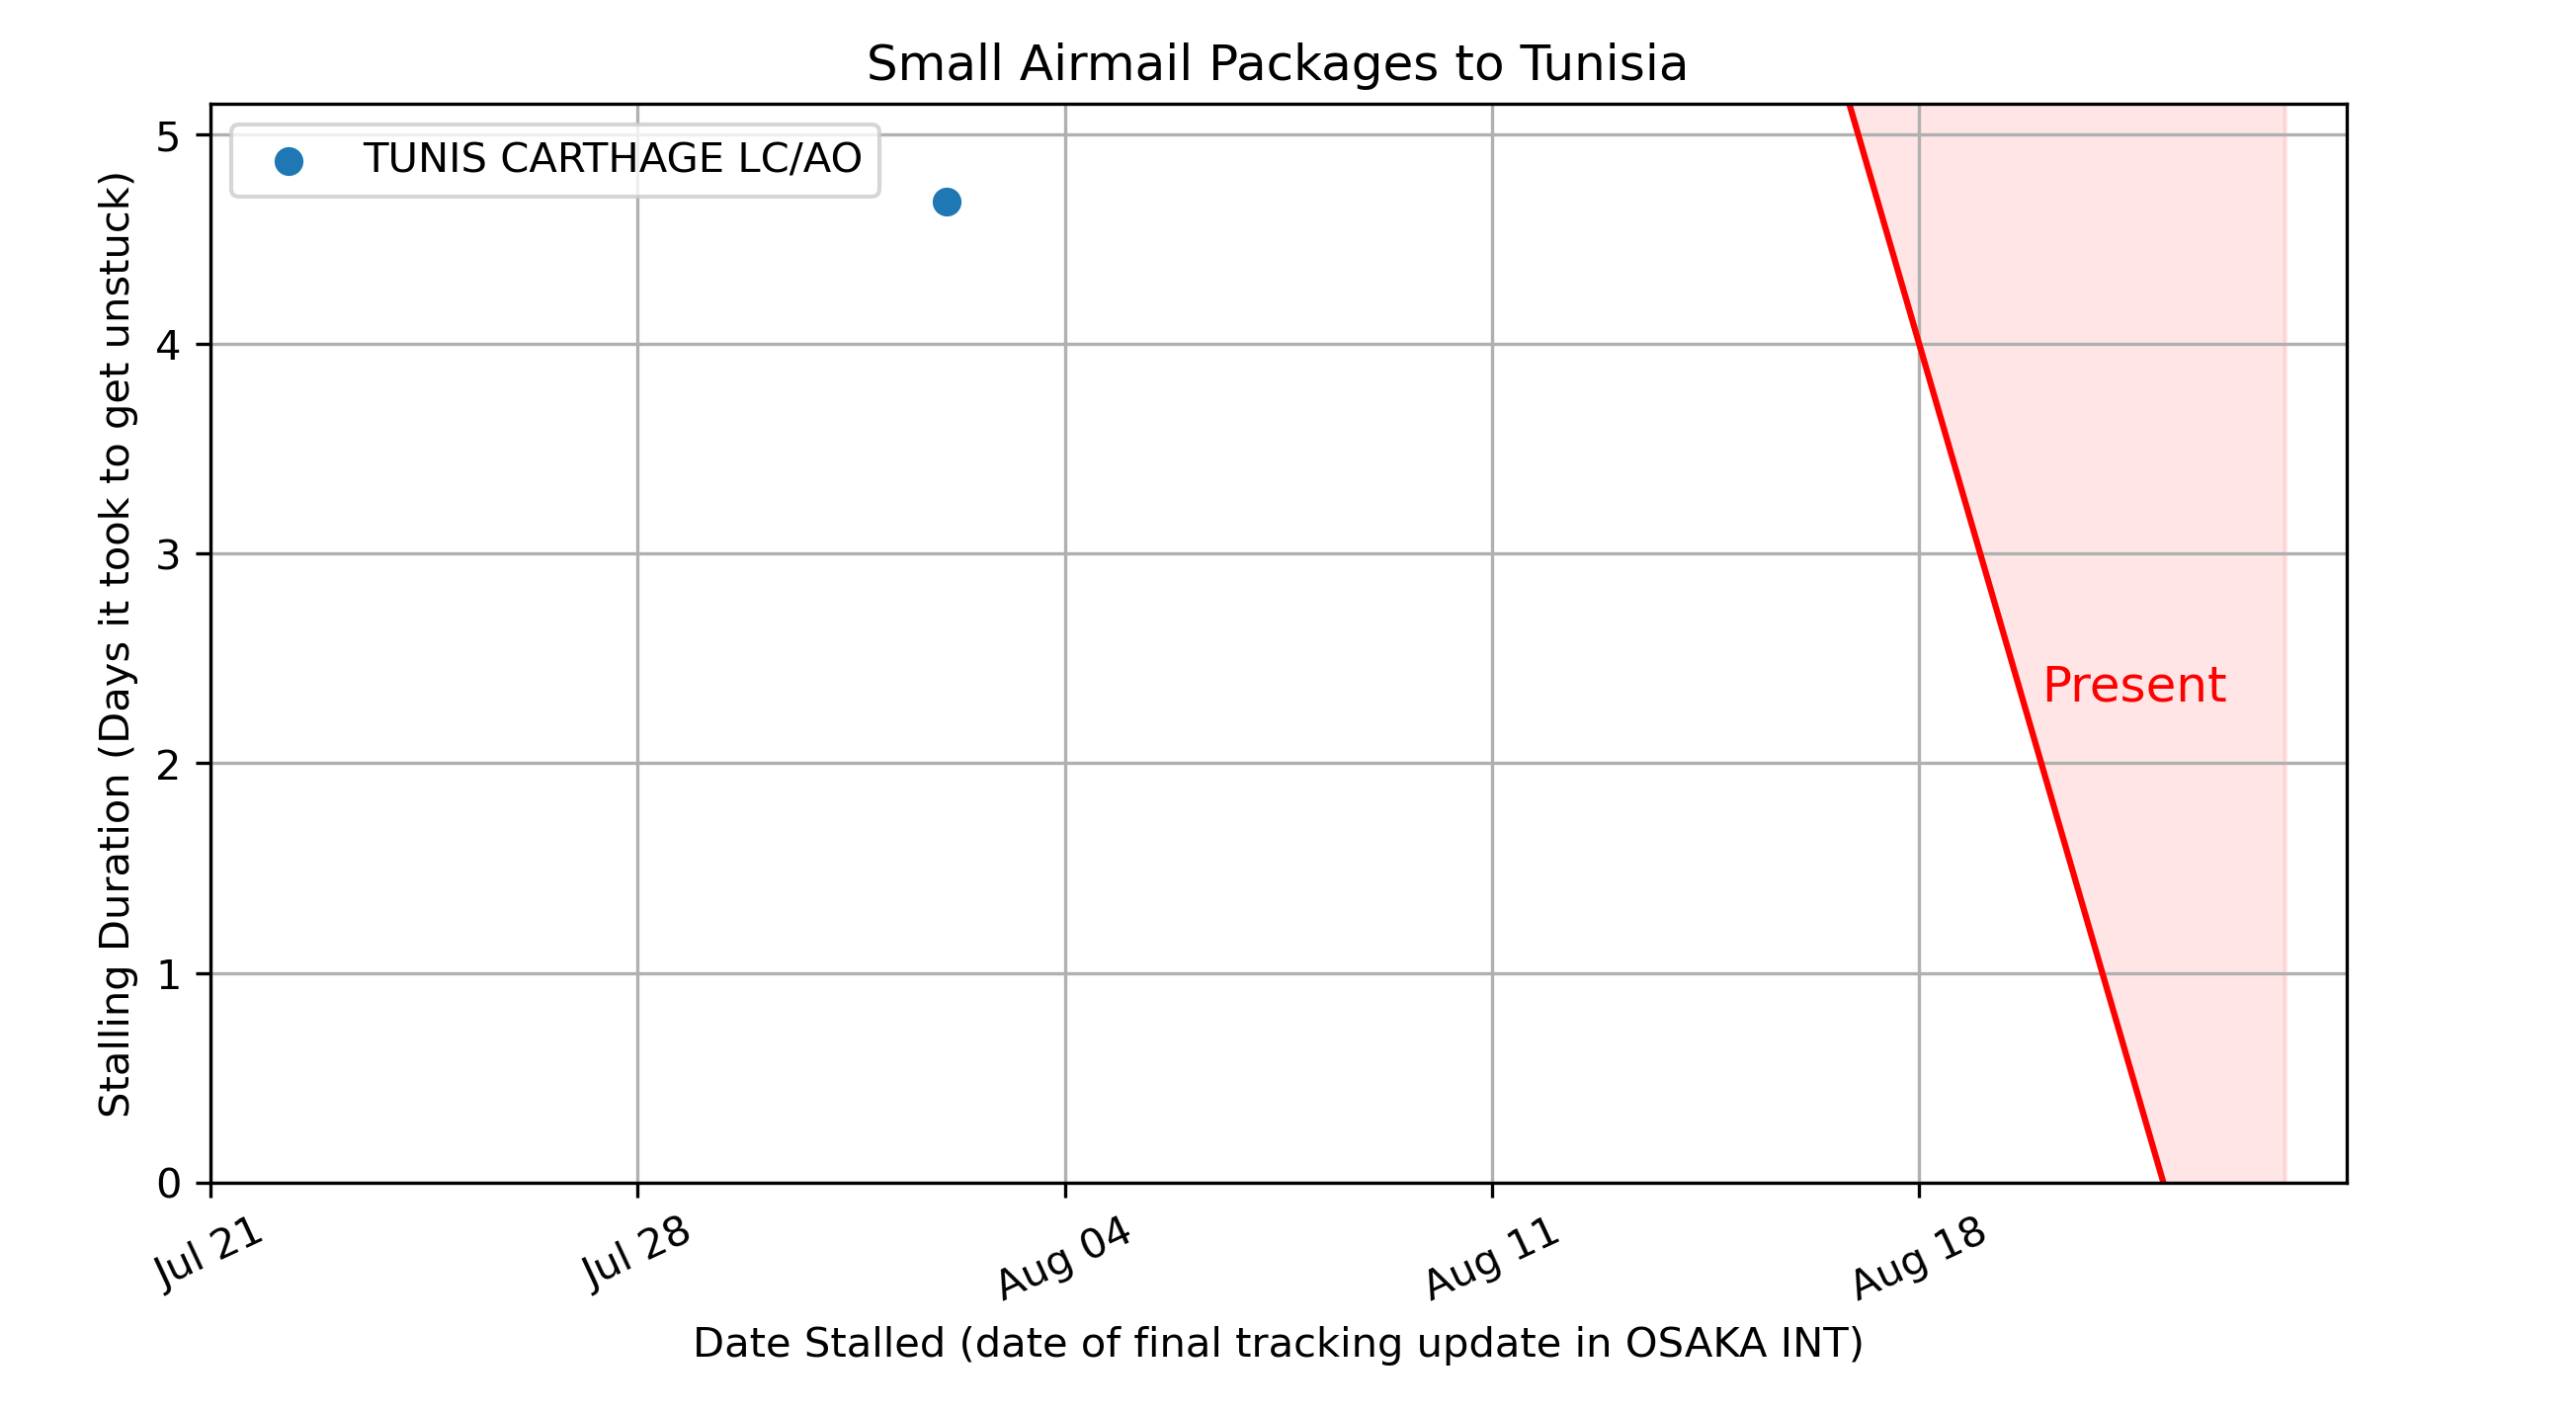 Small Airmail Packages to Tunisia
TUNIS CARTHAGE LC/AO
Stalling Duration (Days it took to get unstuck)
5
4
3
2
1
0
Present
Jul 21
Jul 28
Aug 04
Aug 11
Aug 18
Date Stalled (date of final tracking update in OSAKA INT)